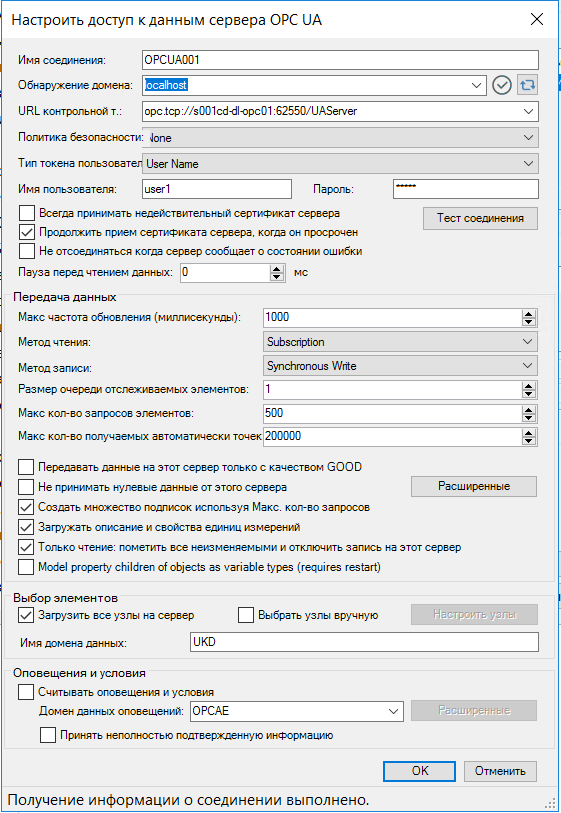 Настроить доступ к данным сервера OPC UA
Имя соединения: OPCUA001
Обнаружение домена: localhost
URL контрольной т.: opc.tcp://s001cd-dl-opc01:62550/UAServer
Политика безопасности: None
Тип токена пользовател User Name
Имя пользователя: user1 Пароль: *****
Всегда принимать недействительный сертификат сервера
Тест соединения
Продолжить прием сертификата сервера, когда он просрочен
Не отсоединяться когда сервер сообщает о состоянии ошибки
Пауза перед чтением данных: 0 мс
Передача данных
Макс частота обновления (миллисекунды): 1000
Метод чтения: Subscription
Метод записи: Synchronous Write
Размер очереди отслеживаемых элементов: 1
Макс кол-во запросов элементов: 500
Макс кол-во получаемых автоматически точек 200000
Передавать данные на этот сервер только с качеством GOOD
Не принимать нулевые данные от этого сервера Расширенные
Создать множество подписок используя Макс. кол-во запросов
Загружать описание и свойства единиц измерений
Только чтение: пометить все неизменяемыми и отключить запись на этот сервер
Model property children of objects as variable types (requires restart)
Выбор элементов
Загрузить все узлы на сервер Выбрать узлы вручную Настроить узлы
Имя домена данных: UKD
Оповещения и условия
Считывать оповещения и условия
Домен данных оповещений: OPCAE Расширенные
Принять неполностью подтвержденную информацию
OK Отменить
Получение информации о соединении выполнено.